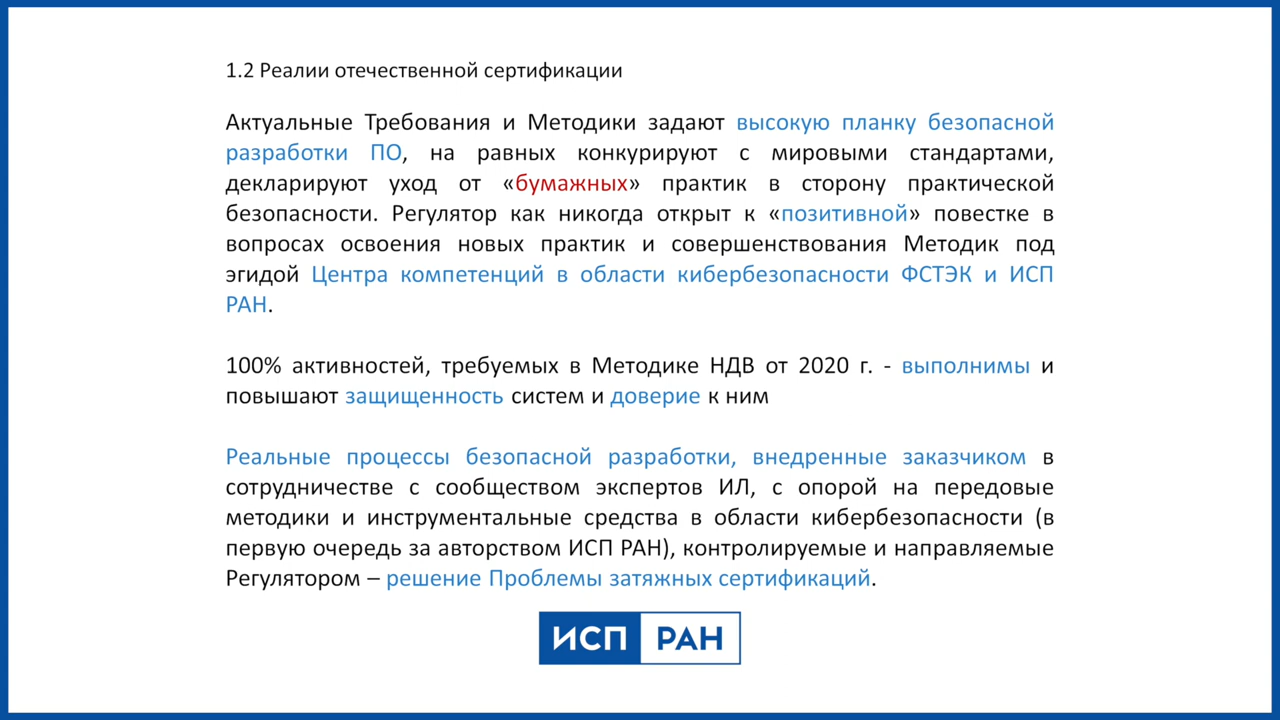 1.2 Реалии отечественной сертификации
Актуальные Требования и Методики задают высокую планку безопасной
разработки ПО, на равных конкурируют с мировыми стандартами,
декларируют уход от «бумажных» практик в сторону практической
безопасности. Регулятор как никогда открыт к «позитивной» повестке в
вопросах освоения новых практик и совершенствования Методик под
эгидой Центра компетенций в области кибербезопасности ФСТЭК и ИСП
РАН.
100% активностей, требуемых в Методике НДВ от 2020 г. - выполнимы и
повышают защищенность систем и доверие к ним
Реальные процессы безопасной разработки, внедренные заказчиком в
сотрудничестве с сообществом экспертов ИЛ, с опорой на передовые
методики и инструментальные средства в области кибербезопасности (в
первую очередь за авторством ИСП РАН), контролируемые и направляемые
Регулятором – решение Проблемы затяжных сертификаций.
ИСП РАН